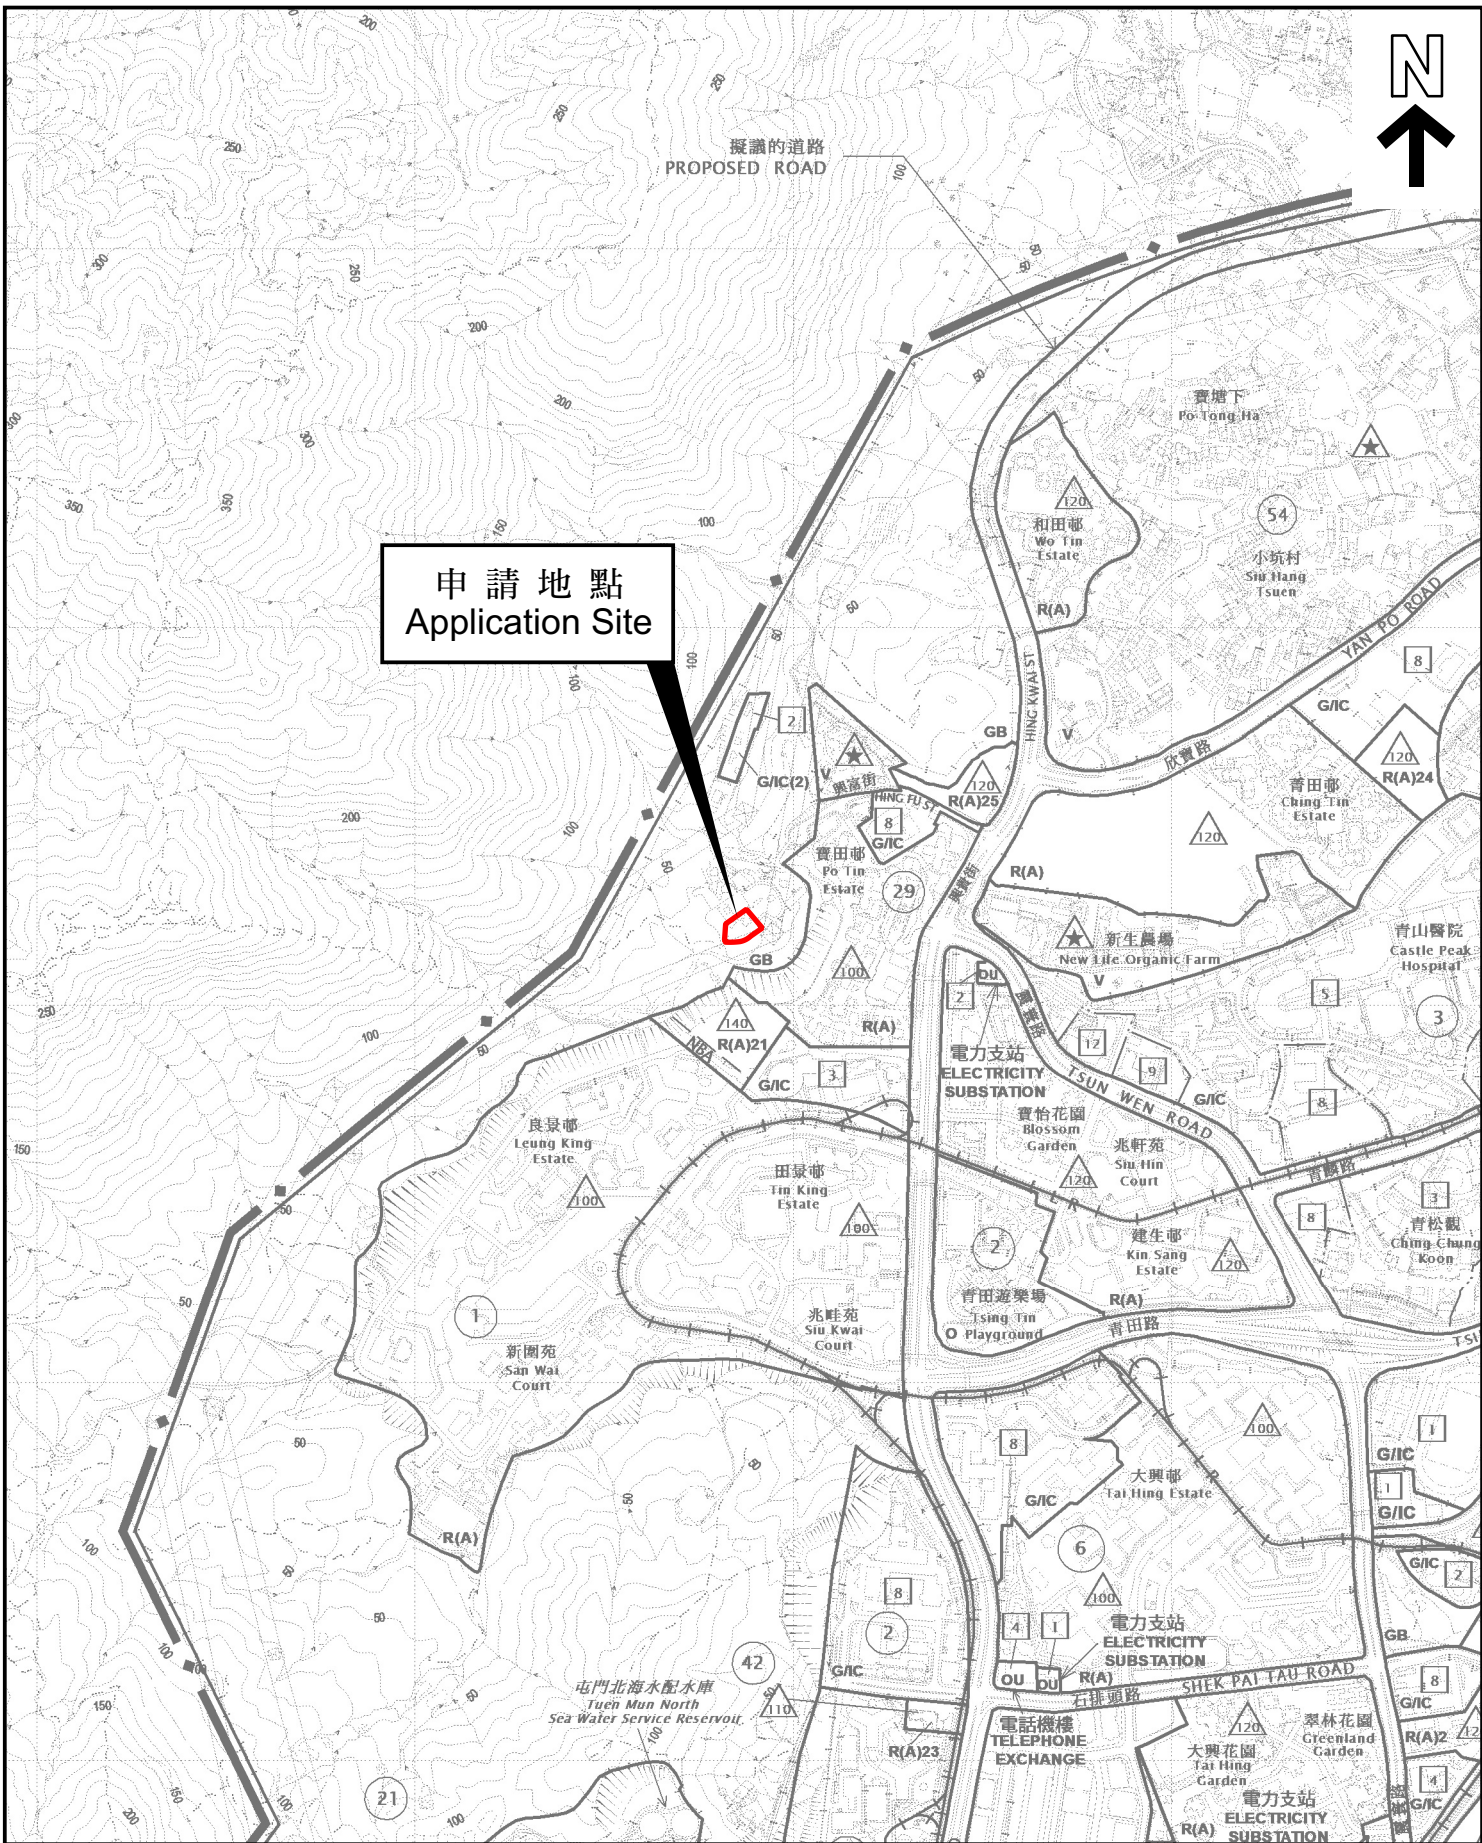 N
擬議的道路
PROPOSED ROAD
申請地點
Application Site
寶塘下
Po Tong Ha
和田邨
Wo Tin
Estate
120
R(A)
54
小坑村
Siu Hang
Tsuen
YAN PO ROAD
欣寶路
HING KWAI ST
V
GB
8
G/IC
120
R(A)24
青田邨
Ching Tin
Estate
120
R(A)
2
G/IC(2)
V
興富街
HING FU ST
120
R(A)25
8
G/IC
寶田邨
Po Tin
Estate
29
興貴街
100
GB
R(A)
新生農場
New Life Organic Farm
V
青山醫院
Castle Peak
Hospital
5
3
2
OU
震寰路
電力支站
ELECTRICITY
SUBSTATION
12
9
TSUN WEN ROAD
G/IC
8
140
R(A)21
NBA
G/IC
3
良景邨
Leung King
Estate
100
田景邨
Tin King
Estate
100
寶怡花園
Blossom
Garden
兆軒苑
Siu Hin
Court
120
L R
青麟路
3
8
青松觀
Ching Chung
Koon
2
建生邨
Kin Sang
Estate
120
R(A)
青田遊樂場
Tsing Tin
Playground
O
青田路
1
新圍苑
San Wai
Court
兆畦苑
Siu Kwai
Court
R(A)
8
G/IC
大興邨
Tai Hing Estate
100
L R
1
G/IC
1
G/IC
G/IC
2
6
100
8
2
G/IC
4
1
電力支站
ELECTRICITY
SUBSTATION
OU
OU
R(A)
石排頭路
SHEK PAI TAU ROAD
GB
8
G/IC
42
屯門北海水配水庫
Tuen Mun North
Sea Water Service Reservoir
110
R(A)23
電話機樓
TELEPHONE
EXCHANGE
120
大興花園
Tai Hing
Garden
翠林花園
Greenland
Garden
R(A)2
4
G/IC
電力支站
ELECTRICITY
SUBSTATION
R(A)
21